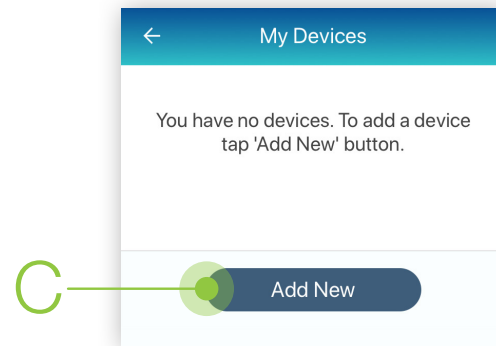 My Devices
You have no devices. To add a device
tap 'Add New' button.
C
Add New